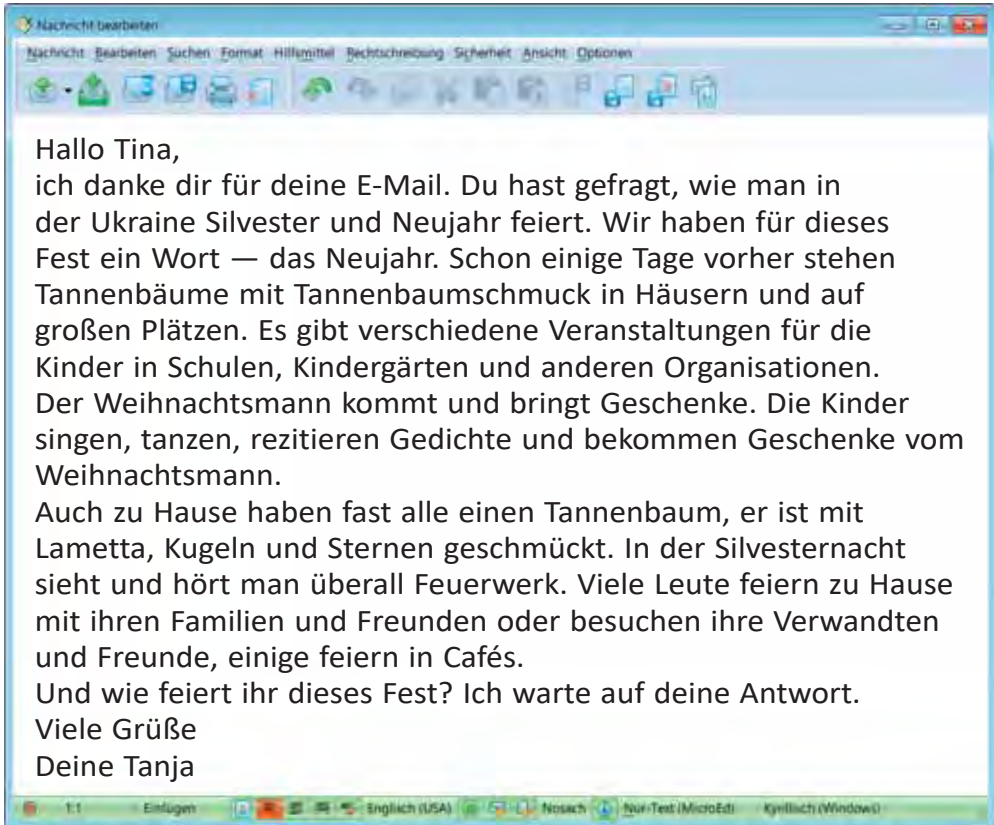 Nachricht bearbeiten
Nachricht Bearbeiten Suchen Format Hilfsmittel Rechtschreibung Sicherheit Ansicht Optionen
Hallo Tina,
ich danke dir für deine E-Mail. Du hast gefragt, wie man in
der Ukraine Silvester und Neujahr feiert. Wir haben für dieses
Fest ein Wort — das Neujahr. Schon einige Tage vorher stehen
Tannenbäume mit Tannenbaumschmuck in Häusern und auf
großen Plätzen. Es gibt verschiedene Veranstaltungen für die
Kinder in Schulen, Kindergärten und anderen Organisationen.
Der Weihnachtsmann kommt und bringt Geschenke. Die Kinder
singen, tanzen, rezitieren Gedichte und bekommen Geschenke vom
Weihnachtsmann.
Auch zu Hause haben fast alle einen Tannenbaum, er ist mit
Lametta, Kugeln und Sternen geschmückt. In der Silvesternacht
sieht und hört man überall Feuerwerk. Viele Leute feiern zu Hause
mit ihren Familien und Freunden oder besuchen ihre Verwandten
und Freunde, einige feiern in Cafés.
Und wie feiert ihr dieses Fest? Ich warte auf deine Antwort.
Viele Grüße
Deine Tanja
1:1 Einfügen Englisch (USA) Nosach Nur-Text (MicroEd) Kyrillisch (Windows)